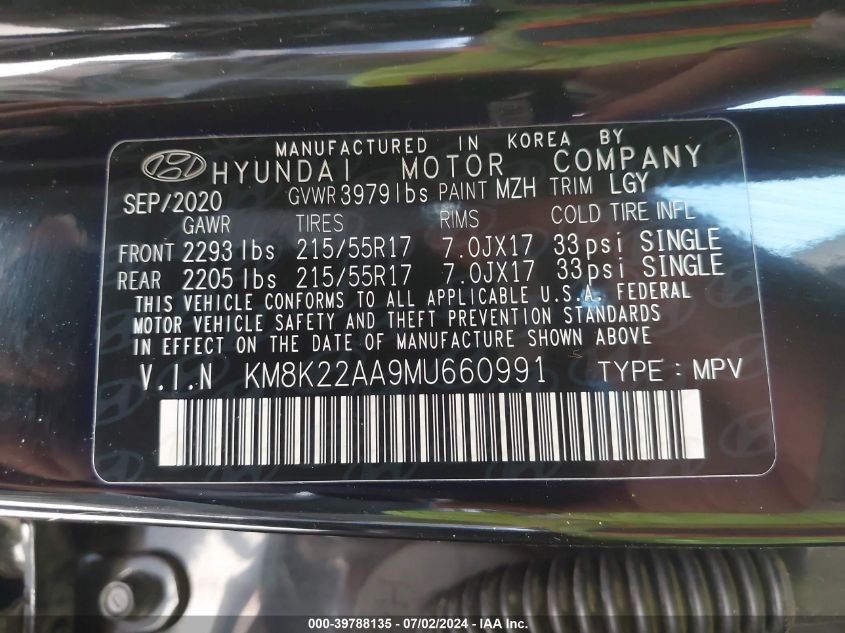 MANUFACTURED IN KOREA BY
HYUNDAI MOTOR COMPANY
SEP/2020 GVWR 3979 lbs PAINT MZH TRIM LGY
GAWR TIRES RIMS COLD TIRE INFL
FRONT 2293 lbs 215/55R17 7.0JX17 33 psi SINGLE
REAR 2205 lbs 215/55R17 7.0JX17 33 psi SINGLE
THIS VEHICLE CONFORMS TO ALL APPLICABLE U.S.A. FEDERAL
MOTOR VEHICLE SAFETY AND THEFT PREVENTION STANDARDS
IN EFFECT ON THE DATE OF MANUFACTURE SHOWN ABOVE
V.I.N KM8K22AA9MU660991 TYPE : MPV
000-39788135 - 07/02/2024 - IAA Inc.